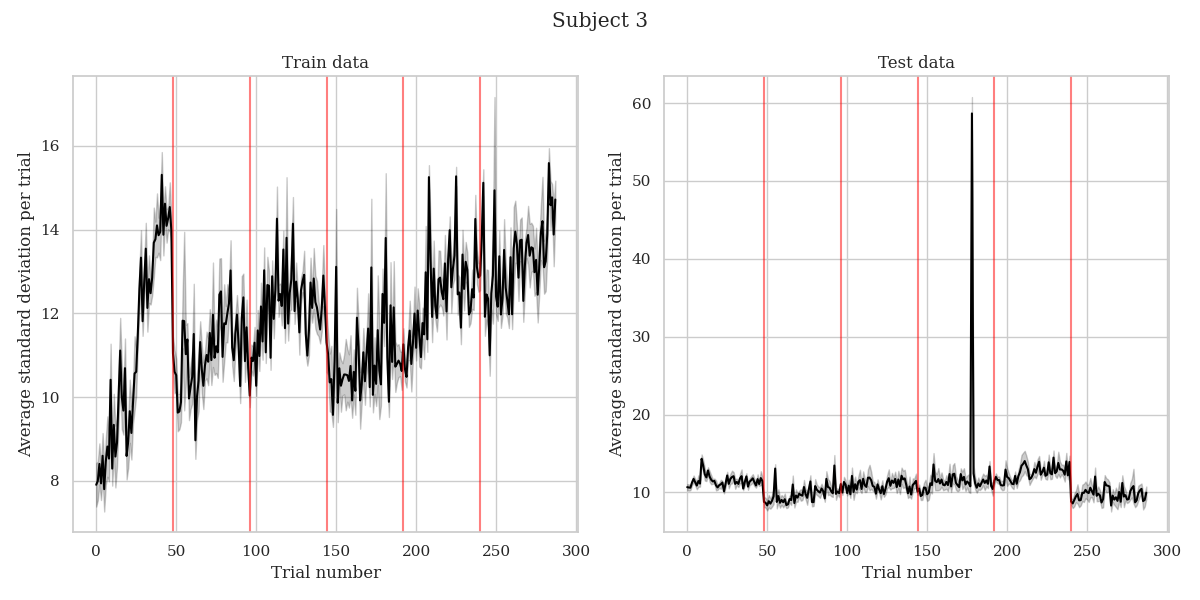 Subject 3
Train data
Average standard deviation per trial
16
14
12
10
8
0 50 100 150 200 250 300
Trial number
Test data
Average standard deviation per trial
60
50
40
30
20
10
0 50 100 150 200 250 300
Trial number